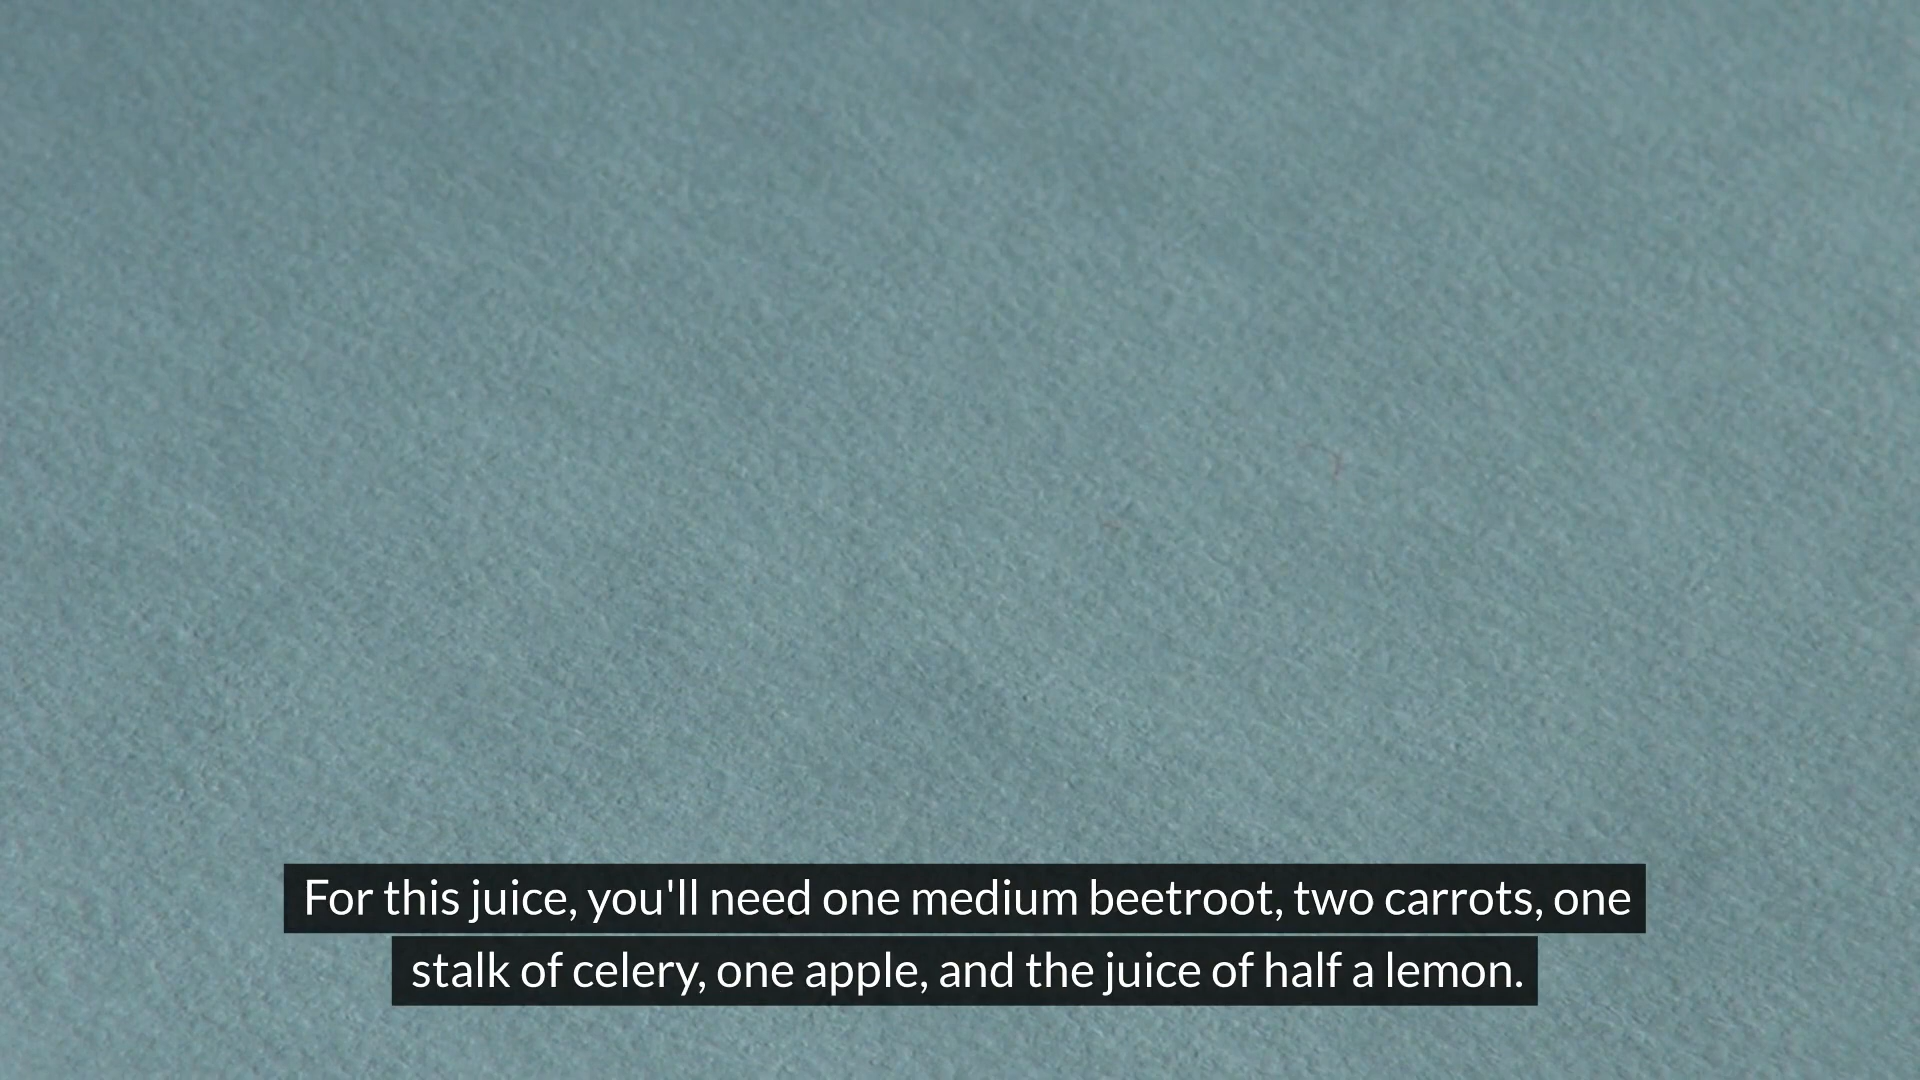 For this juice, you'll need one medium beetroot, two carrots, one
stalk of celery, one apple, and the juice of half a lemon.